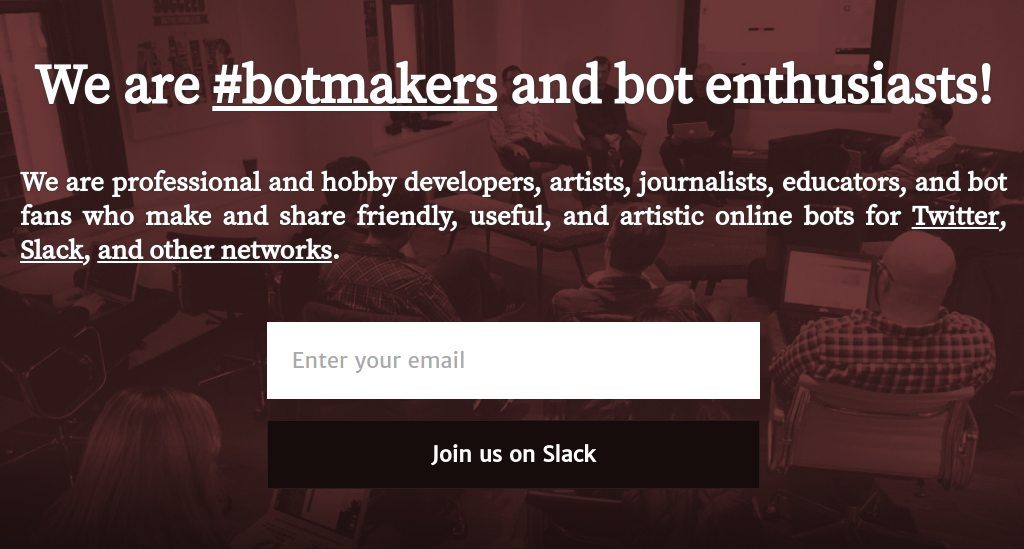 We are #botmakers and bot enthusiasts!
We are professional and hobby developers, artists, journalists, educators, and bot
fans who make and share friendly, useful, and artistic online bots for Twitter,
Slack, and other networks.
Enter your email
Join us on Slack